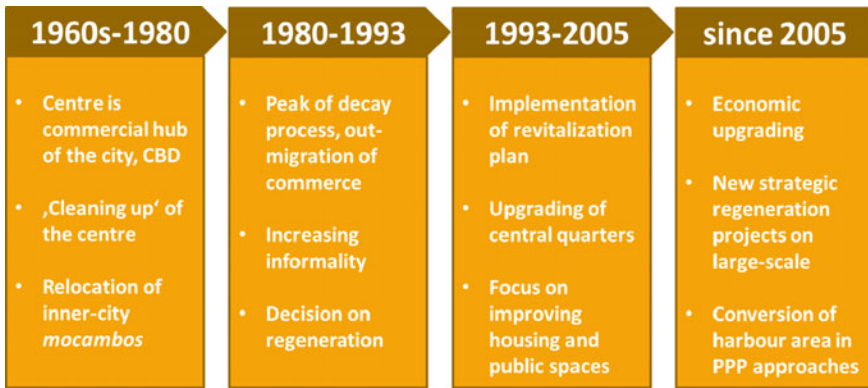 1960s-1980
• Centre is
commercial hub
of the city, CBD
• ‚Cleaning up‘ of
the centre
• Relocation of
inner-city
mocambos
1980-1993
• Peak of decay
process, out-
migration of
commerce
• Increasing
informality
• Decision on
regeneration
1993-2005
• Implementation
of revitalization
plan
• Upgrading of
central quarters
• Focus on
improving
housing and
public spaces
since 2005
• Economic
upgrading
• New strategic
regeneration
projects on
large-scale
• Conversion of
harbour area in
PPP approaches